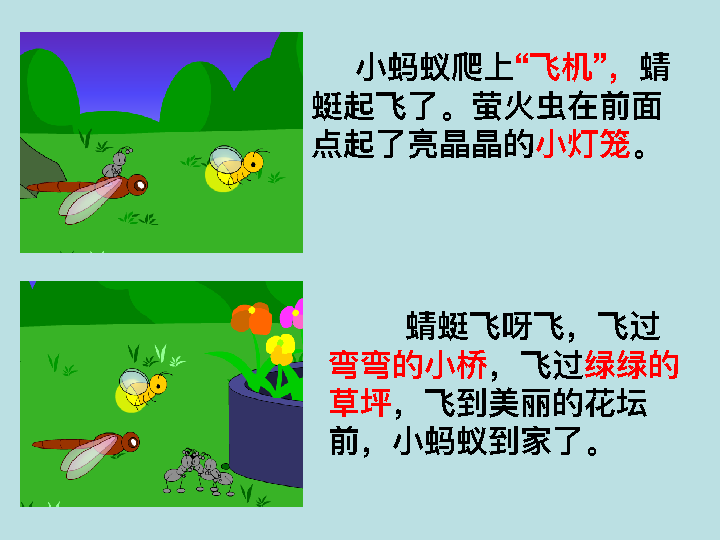 小蚂蚁爬上“飞机”，蜻
蜓起飞了。萤火虫在前面
点起了亮晶晶的小灯笼。
蜻蜓飞呀飞，飞过
弯弯的小桥，飞过绿绿的
草坪，飞到美丽的花坛
前，小蚂蚁到家了。